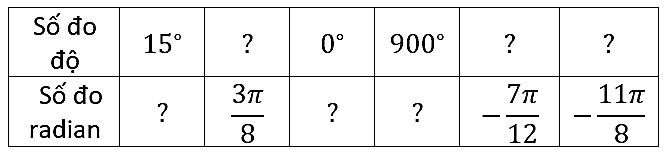 Số đo độ 15° ? 0° 900° ? ?
Số đo radian ? 3π/8 ? ? −7π/12 −11π/8